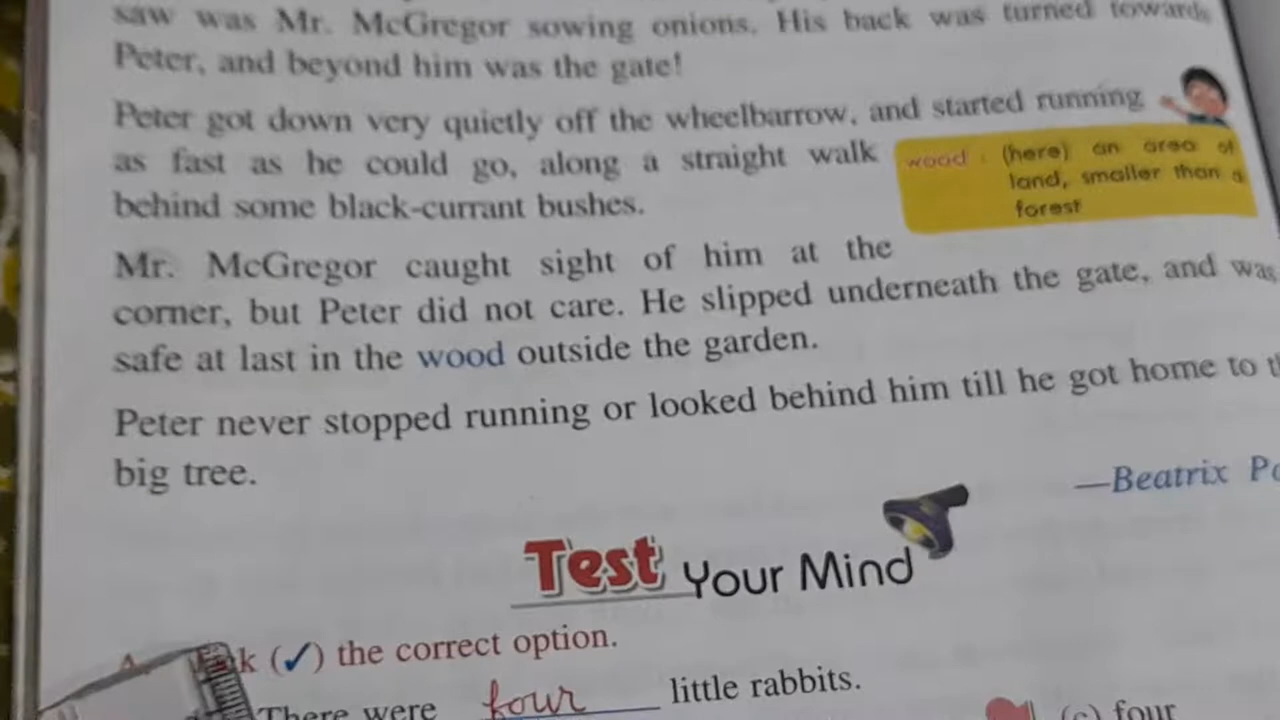 saw was Mr. McGregor sowing onions. His back was turned towards
Peter, and beyond him was the gate!
Peter got down very quietly off the wheelbarrow, and started running
as fast as he could go, along a straight walk
behind some black-currant bushes.
wood : (here) an area of
land, smaller than a
forest
Mr. McGregor caught sight of him at the
corner, but Peter did not care. He slipped underneath the gate, and was
safe at last in the wood outside the garden.
Peter never stopped running or looked behind him till he got home to
big tree.
—Beatrix
Test Your Mind
(✓) the correct option.
There were four little rabbits.
(c) four